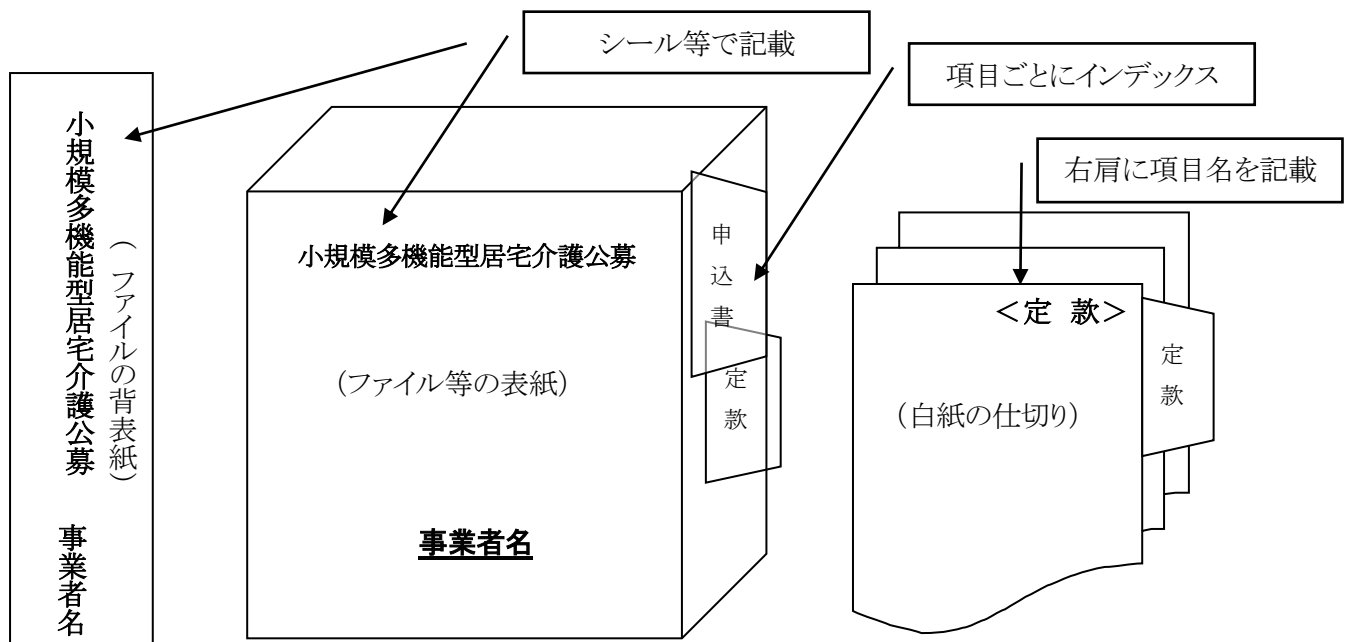 シール等で記載
項目ごとにインデックス
右肩に項目名を記載
小規模多機能型居宅介護公募 事業者名
（ファイルの背表紙）
小規模多機能型居宅介護公募
（ファイル等の表紙）
事業者名
申込書
定款
＜定 款＞
（白紙の仕切り）
定款